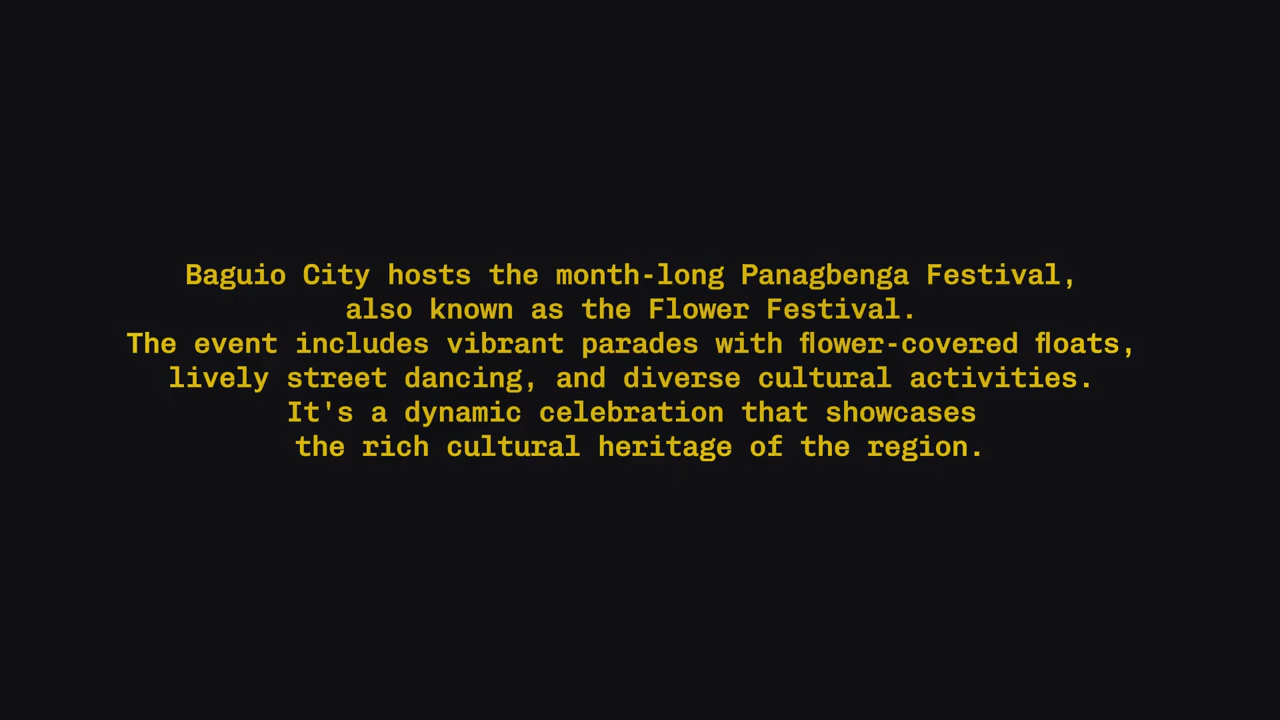 Baguio City hosts the month-long Panagbenga Festival,
also known as the Flower Festival.
The event includes vibrant parades with flower-covered floats,
lively street dancing, and diverse cultural activities.
It's a dynamic celebration that showcases
the rich cultural heritage of the region.